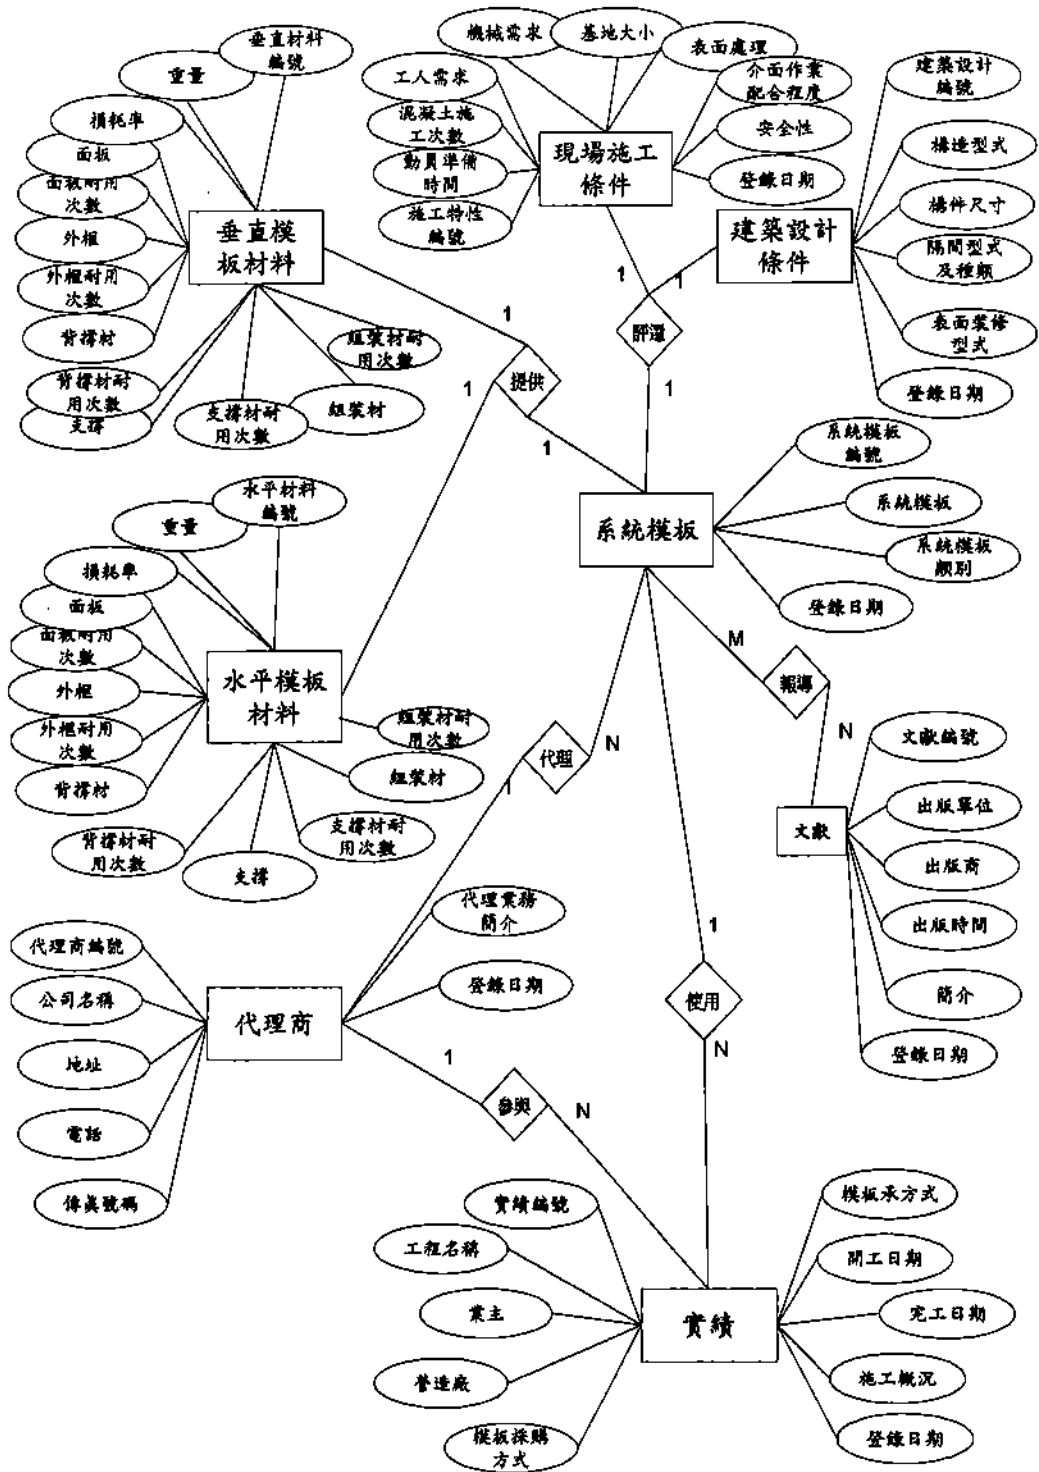 垂直材料
編號
重量
損耗率
面板
面板耐用
次數
外框
外框耐用
次數
背撐材
背撐材耐
用次數
支撐
支撐材耐
用次數
組裝材
組裝材耐
用次數
垂直模
板材料
機械需求
基地大小
表面處理
工人需求
介面作業
配合程度
混凝土施
工次數
安全性
動員準備
時間
登錄日期
施工特性
編號
現場施工
條件
建築設計
編號
構造型式
構件尺寸
隔間型式
及種類
表面裝修
型式
登錄日期
建築設計
條件
1
1
評選
1
1
提供
1
1
系統模板
編號
系統模板
系統模板
類別
登錄日期
系統模板
水平材料
編號
重量
損耗率
面板
面板耐用
次數
外框
外框耐用
次數
背撐材
背撐材耐
用次數
支撐
支撐材耐
用次數
組裝材
組裝材耐
用次數
水平模板
材料
M
報導
N
代理
N
1
文獻
文獻編號
出版單位
出版商
出版時間
簡介
登錄日期
代理業務
簡介
登錄日期
代理商編號
公司名稱
地址
電話
傳真號碼
代理商
1
使用
N
1
參與
N
實績編號
工程名稱
業主
營造廠
模板採購
方式
實績
模板承方式
開工日期
完工日期
施工概況
登錄日期